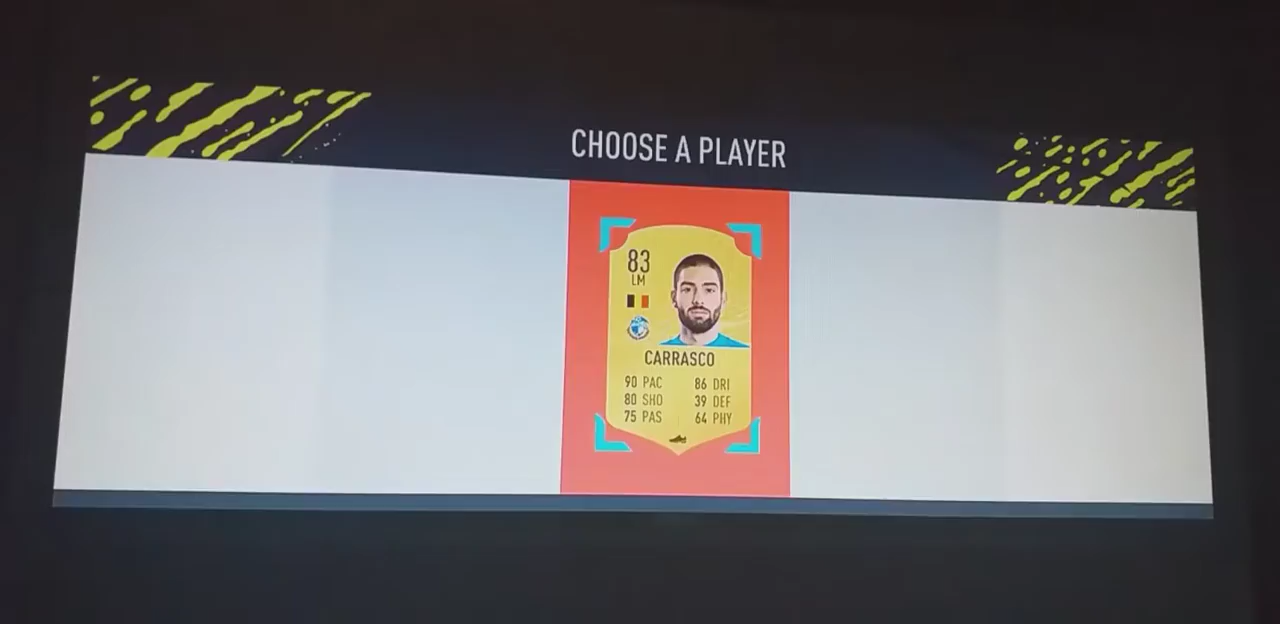 CHOOSE A PLAYER
83
LM
CARRASCO
90 PAC 86 DRI
80 SHO 39 DEF
75 PAS 64 PHY